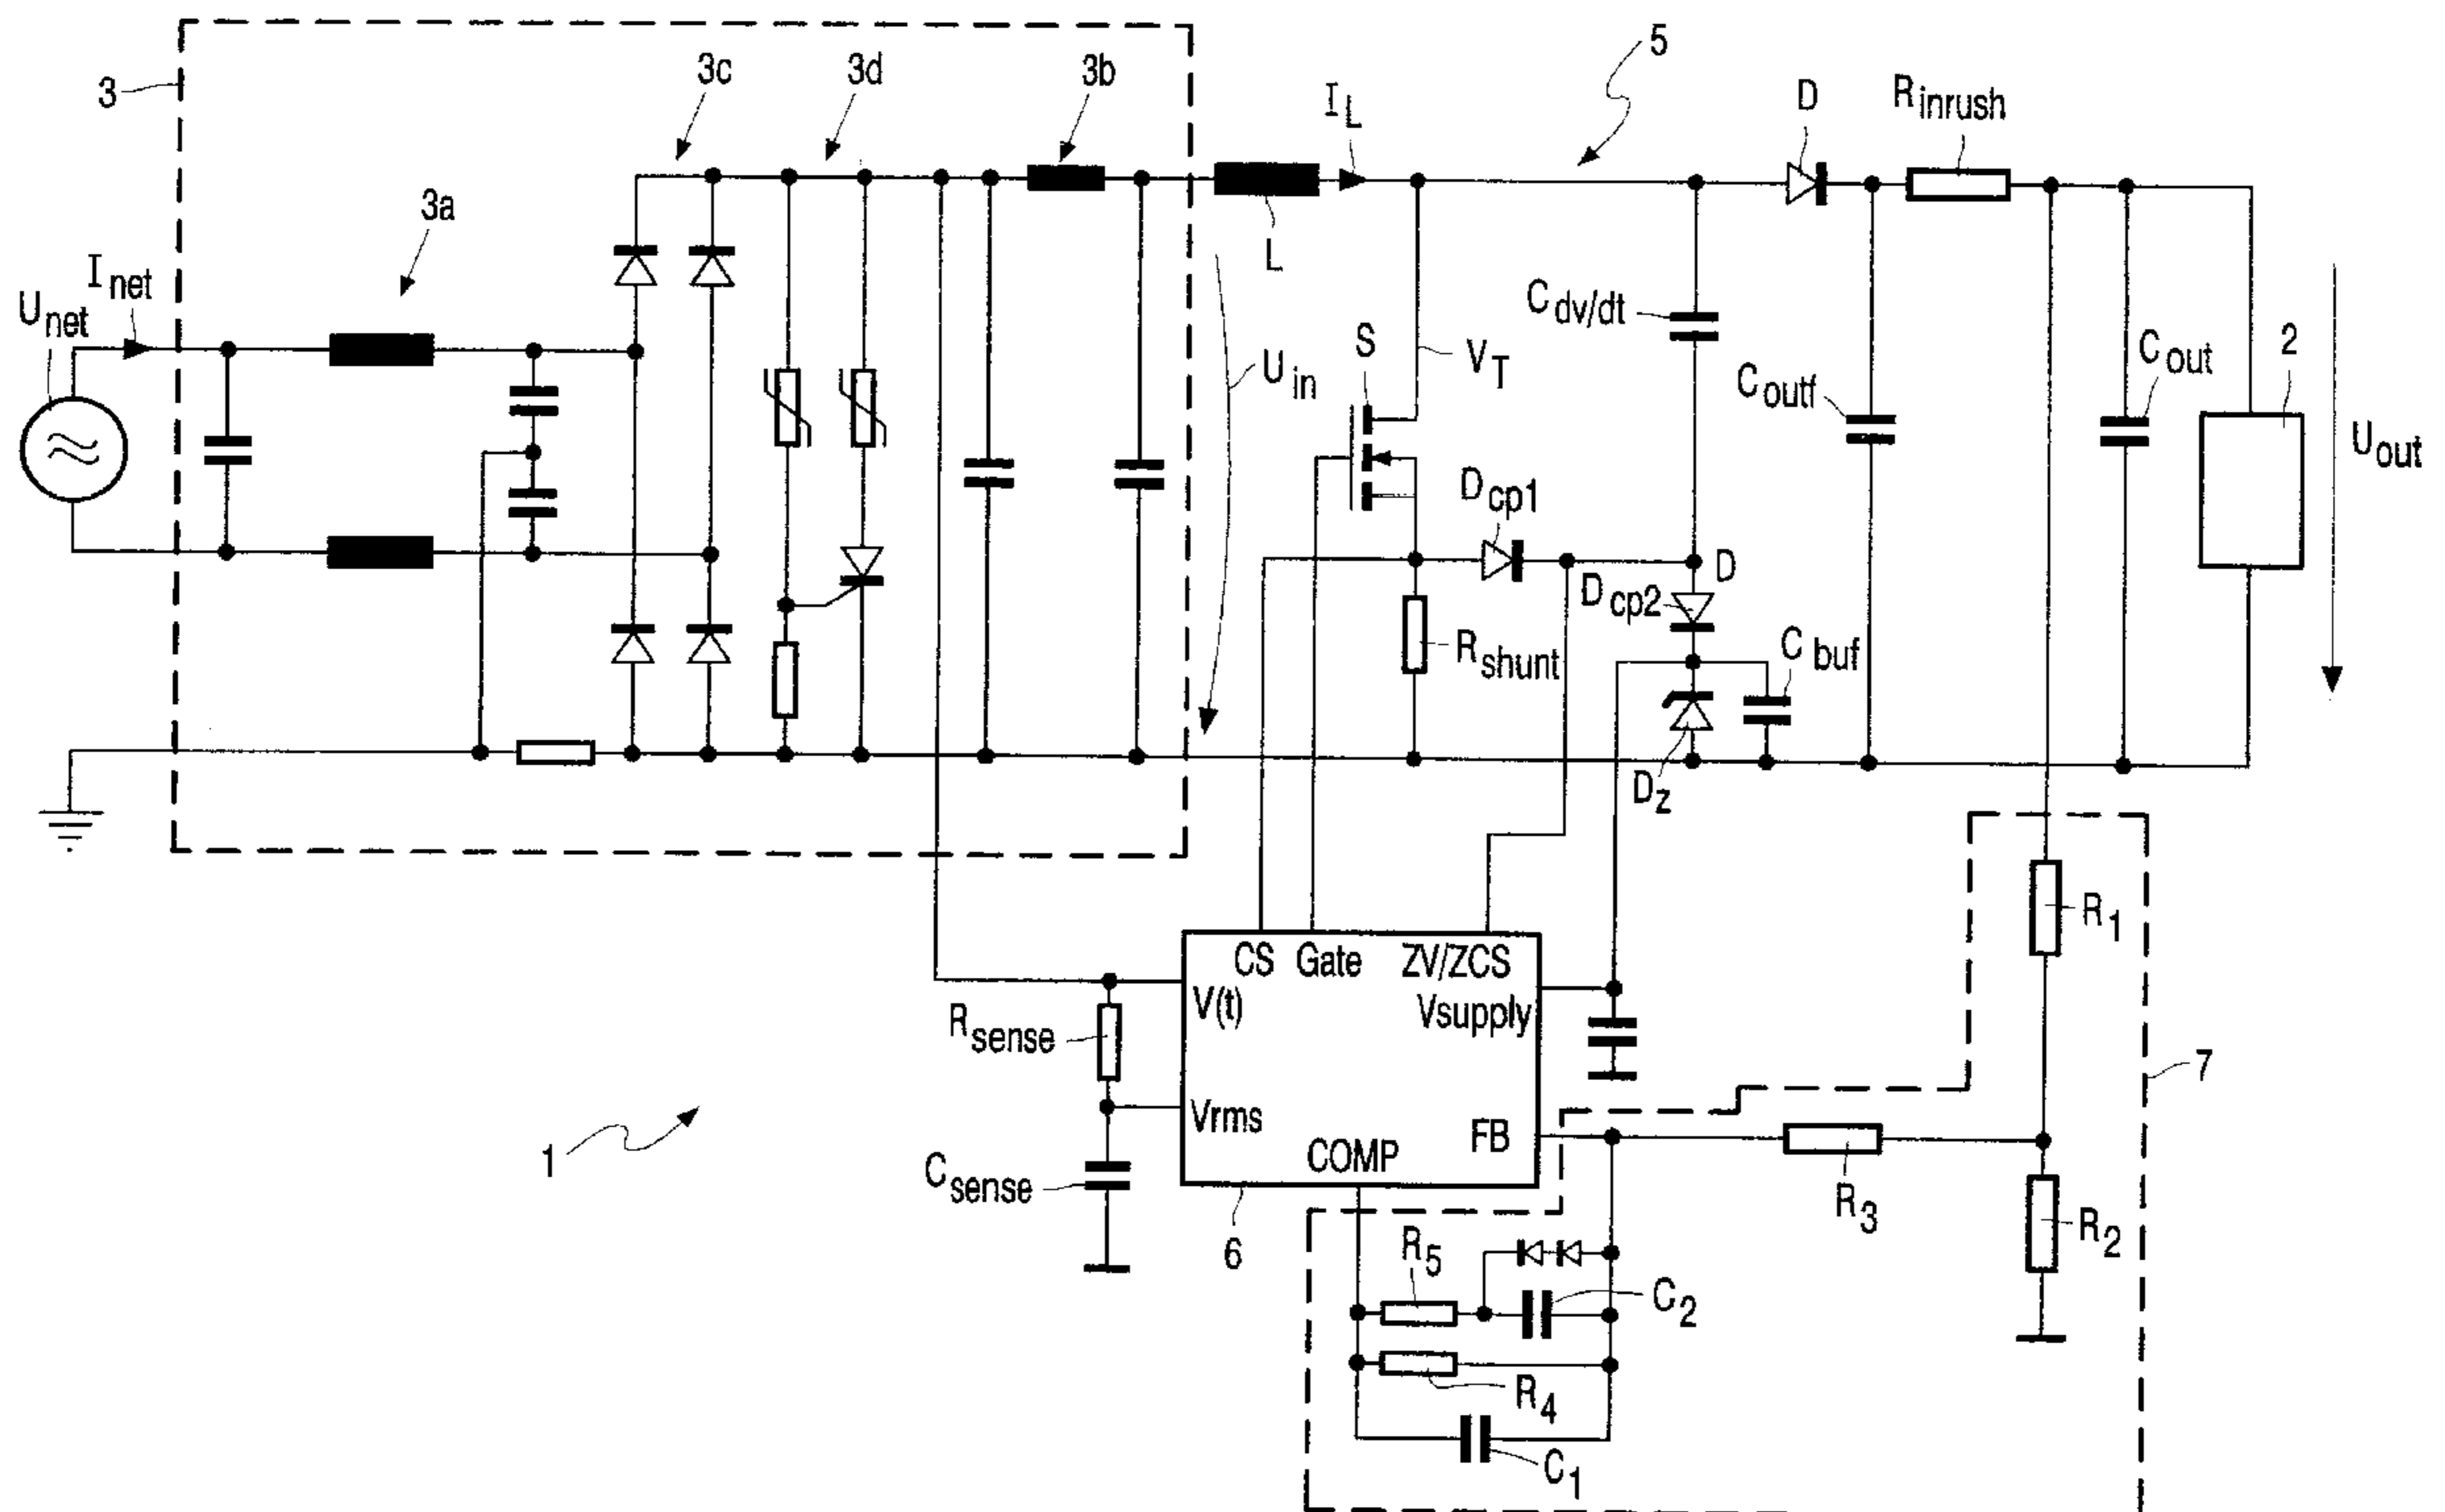 3
3c
3d
3b
I_L
5
D
R_inrush
3a
I_net
U_net
L
C_dv/dt
S
V_T
U_in
C_outf
C_out
2
U_out
D_cp1
D
D_cp2
R_shunt
C_buf
D_z
R_1
CS Gate ZV/ZCS
V(t)
Vsupply
R_sense
7
Vrms
FB
COMP
C_sense
1
6
R_3
R_2
R_5
C_2
R_4
C_1